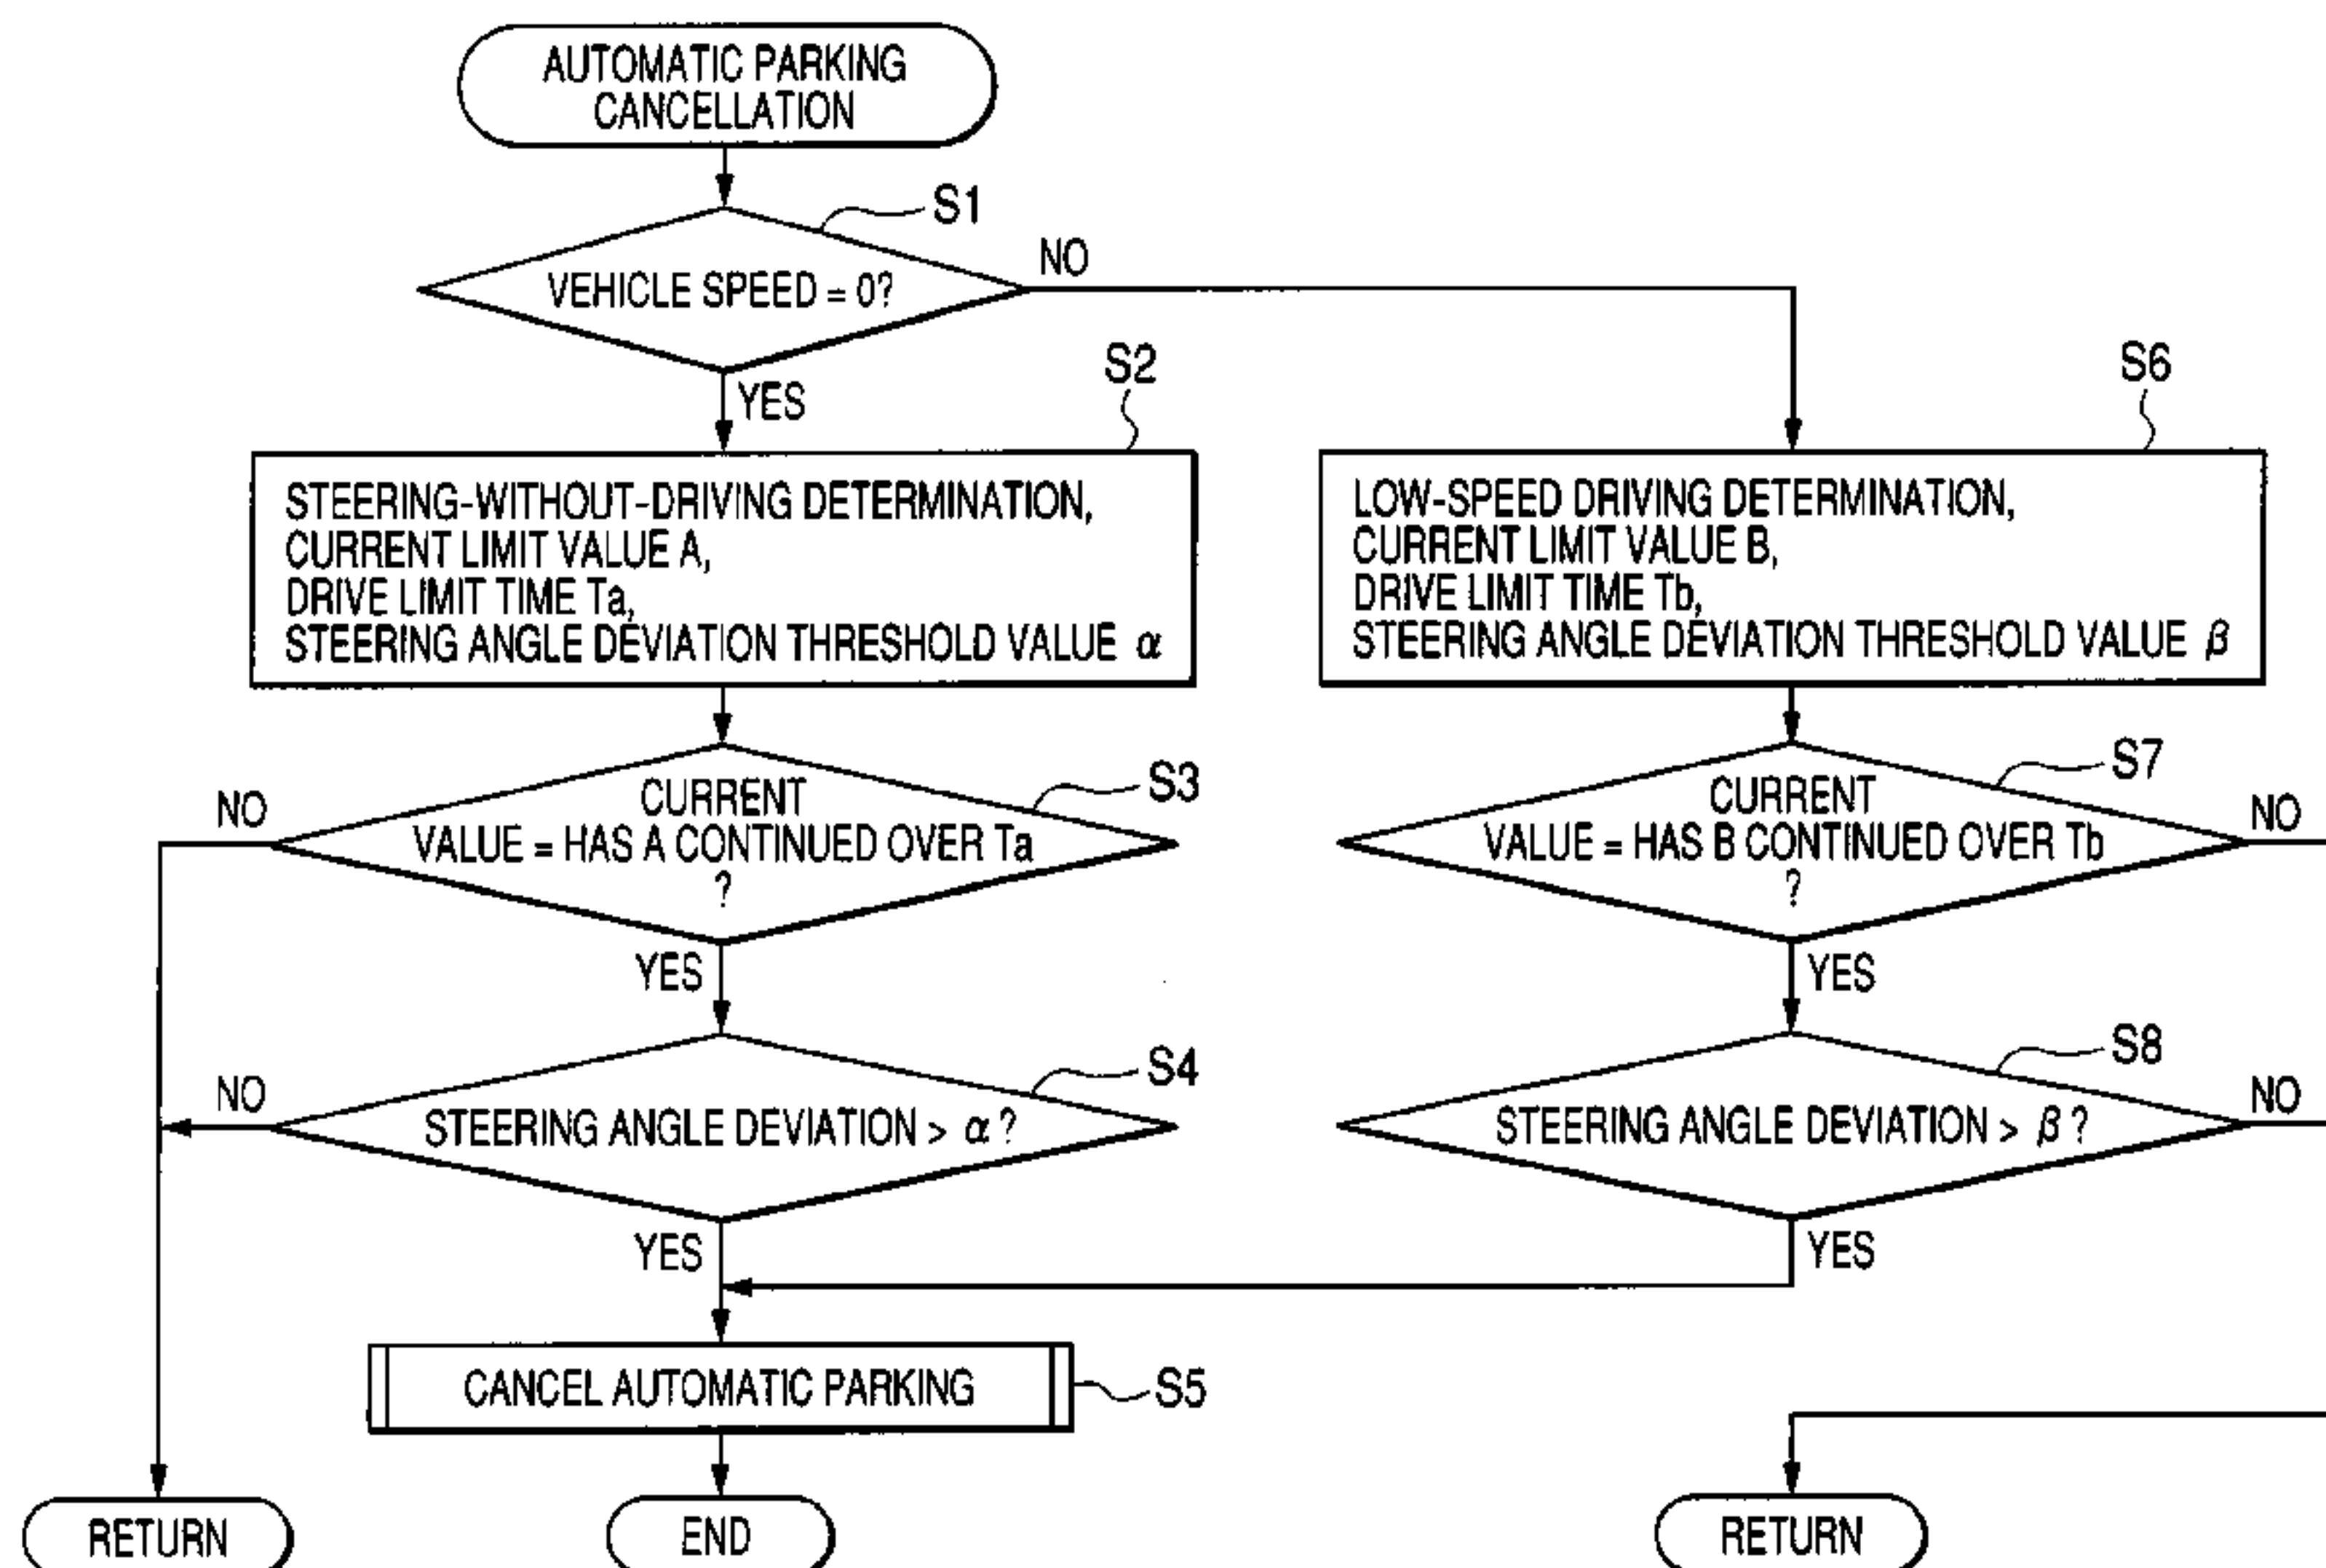 AUTOMATIC PARKING
CANCELLATION
S1
VEHICLE SPEED = 0?
NO
YES
S2
STEERING-WITHOUT-DRIVING DETERMINATION,
CURRENT LIMIT VALUE A,
DRIVE LIMIT TIME Ta,
STEERING ANGLE DEVIATION THRESHOLD VALUE α
S6
LOW-SPEED DRIVING DETERMINATION,
CURRENT LIMIT VALUE B,
DRIVE LIMIT TIME Tb,
STEERING ANGLE DEVIATION THRESHOLD VALUE β
S3
CURRENT
VALUE = HAS A CONTINUED OVER Ta
?
NO
YES
S7
CURRENT
VALUE = HAS B CONTINUED OVER Tb
?
NO
YES
S4
STEERING ANGLE DEVIATION > α ?
NO
YES
S8
STEERING ANGLE DEVIATION > β ?
NO
YES
CANCEL AUTOMATIC PARKING
S5
RETURN
END
RETURN